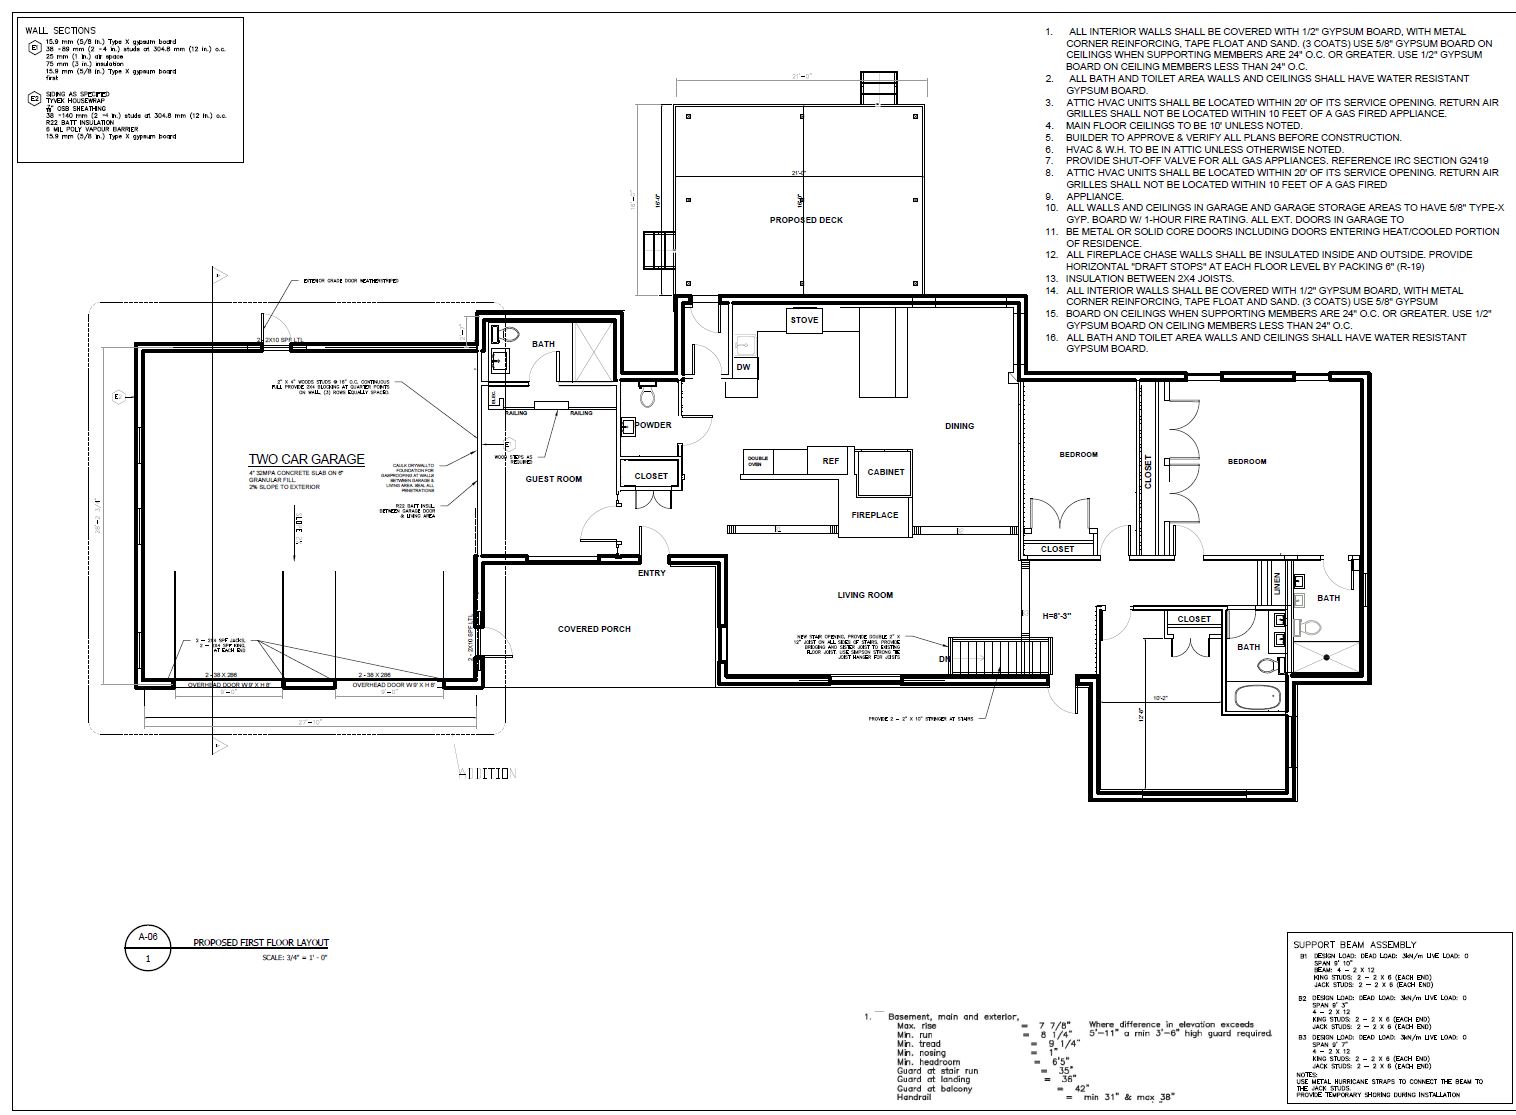 WALL SECTIONS
E1
15.9 mm (5/8 in.) Type X gypsum board
38 ×89 mm (2 ×4 in.) studs at 304.8 mm (12 in.) o.c.
25 mm (1 in.) air space
75 mm (3 in.) insulation
15.9 mm (5/8 in.) Type X gypsum board
first
E2
SIDING AS SPECIFIED
TYVEK HOUSEWRAP
OSB SHEATHING
38 ×140 mm (2 ×4 in.) studs at 304.8 mm (12 in.) o.c.
R22 BATT INSULATION
6 MIL POLY VAPOUR BARRIER
15.9 mm (5/8 in.) Type X gypsum board
1. ALL INTERIOR WALLS SHALL BE COVERED WITH 1/2" GYPSUM BOARD, WITH METAL
CORNER REINFORCING, TAPE FLOAT AND SAND. (3 COATS) USE 5/8" GYPSUM BOARD ON
CEILINGS WHEN SUPPORTING MEMBERS ARE 24" O.C. OR GREATER. USE 1/2" GYPSUM
BOARD ON CEILING MEMBERS LESS THAN 24" O.C.
2. ALL BATH AND TOILET AREA WALLS AND CEILINGS SHALL HAVE WATER RESISTANT
GYPSUM BOARD.
3. ATTIC HVAC UNITS SHALL BE LOCATED WITHIN 20' OF ITS SERVICE OPENING. RETURN AIR
GRILLES SHALL NOT BE LOCATED WITHIN 10 FEET OF A GAS FIRED APPLIANCE.
4. MAIN FLOOR CEILINGS TO BE 10' UNLESS NOTED.
5. BUILDER TO APPROVE & VERIFY ALL PLANS BEFORE CONSTRUCTION.
6. HVAC & W.H. TO BE IN ATTIC UNLESS OTHERWISE NOTED.
7. PROVIDE SHUT-OFF VALVE FOR ALL GAS APPLIANCES. REFERENCE IRC SECTION G2419
8. ATTIC HVAC UNITS SHALL BE LOCATED WITHIN 20' OF ITS SERVICE OPENING. RETURN AIR
GRILLES SHALL NOT BE LOCATED WITHIN 10 FEET OF A GAS FIRED
9. APPLIANCE.
10. ALL WALLS AND CEILINGS IN GARAGE AND GARAGE STORAGE AREAS TO HAVE 5/8" TYPE-X
GYP. BOARD W/ 1-HOUR FIRE RATING. ALL EXT. DOORS IN GARAGE TO
11. BE METAL OR SOLID CORE DOORS INCLUDING DOORS ENTERING HEAT/COOLED PORTION
OF RESIDENCE.
12. ALL FIREPLACE CHASE WALLS SHALL BE INSULATED INSIDE AND OUTSIDE. PROVIDE
HORIZONTAL "DRAFT STOPS" AT EACH FLOOR LEVEL BY PACKING 6" (R-19)
13. INSULATION BETWEEN 2X4 JOISTS.
14. ALL INTERIOR WALLS SHALL BE COVERED WITH 1/2" GYPSUM BOARD, WITH METAL
CORNER REINFORCING, TAPE FLOAT AND SAND. (3 COATS) USE 5/8" GYPSUM
15. BOARD ON CEILINGS WHEN SUPPORTING MEMBERS ARE 24" O.C. OR GREATER. USE 1/2"
GYPSUM BOARD ON CEILING MEMBERS LESS THAN 24" O.C.
16. ALL BATH AND TOILET AREA WALLS AND CEILINGS SHALL HAVE WATER RESISTANT
GYPSUM BOARD.
21'-0"
21'-0"
16'-0"
16'-0"
PROPOSED DECK
EXTERIOR GRADE DOOR WEATHERSTRIPED
2- 2X10 SPF LTL
2" X 4" WOODS STUDS @ 16" O.C. CONTINUOUS
FULL PROVIDE 2X4 BLOCKING AT QUARTER POINTS
ON WALL, (3) ROWS EQUALLY SPACED.
E2
TWO CAR GARAGE
4" 32MPA CONCRETE SLAB ON 6"
GRANULAR FILL.
2% SLOPE TO EXTERIOR
CAULK DRYWALL TO
FOUNDATION FOR
GASPROOFING AT WALLS
BETWEEN GARAGE &
LIVING AREA. SEAL ALL
PENETRATIONS
R22 BATT INSUL.
BETWEEN GARAGE DOOR
& LIVING AREA
28'-2 3/4"
2 - 2X4 SPF JACKS,
2 - 2X4 SPF KING,
AT EACH END
2 - 38 X 286
OVERHEAD DOOR W 9' X H 8'
9'-0"
2 - 38 X 286
OVERHEAD DOOR W 9' X H 8'
9'-0"
27'-10"
2 - 2X10 SPF LTL
ADDITION
BATH
ELEC.
RAILING
RAILING
WOOD STEPS AS
REQUIRED
GUEST ROOM
POWDER
CLOSET
ENTRY
COVERED PORCH
STOVE
DW
DINING
DOUBLE
OVEN
REF
CABINET
FIREPLACE
LIVING ROOM
NEW STAIR OPENING, PROVIDE DOUBLE 2" X
12" JOIST ON ALL SIDES OF STAIRS. PROVIDE
BRIDGING AND SISTER JOIST TO EXISTING
FLOOR JOIST. USE SIMPSON STRONG TIE
JOIST HANGER FOR JOISTS
DN
PROVIDE 2 - 2" X 10" STRINGER AT STAIRS
H=8'-3"
BEDROOM
CLOSET
CLOSET
BEDROOM
LINEN
BATH
CLOSET
BATH
10'-2"
12'-8"
A-06
1
PROPOSED FIRST FLOOR LAYOUT
SCALE: 3/4" = 1' - 0"
1. Basement, main and exterior,
Max. rise = 7 7/8"
Min. run = 8 1/4"
Min. tread = 9 1/4"
Min. nosing = 1"
Min. headroom = 6'5"
Guard at stair run = 35"
Guard at landing = 36"
Guard at balcony = 42"
Handrail = min 31" & max 38"
Where difference in elevation exceeds
5'-11" a min 3'-6" high guard required.
SUPPORT BEAM ASSEMBLY
B1 DESIGN LOAD: DEAD LOAD: 3kN/m LIVE LOAD: 0
SPAN 9' 10"
BEAM: 4 - 2 X 12
KING STUDS: 2 - 2 X 6 (EACH END)
JACK STUDS: 2 - 2 X 6 (EACH END)
B2 DESIGN LOAD: DEAD LOAD: 3kN/m LIVE LOAD: 0
SPAN 9' 3"
4 - 2 X 12
KING STUDS: 2 - 2 X 6 (EACH END)
JACK STUDS: 2 - 2 X 6 (EACH END)
B3 DESIGN LOAD: DEAD LOAD: 3kN/m LIVE LOAD: 0
SPAN 9' 7"
4 - 2 X 12
KING STUDS: 2 - 2 X 6 (EACH END)
JACK STUDS: 2 - 2 X 6 (EACH END)
NOTES:
USE METAL HURRICANE STRAPS TO CONNECT THE BEAM TO
THE JACK STUDS.
PROVIDE TEMPORARY SHORING DURING INSTALLATION